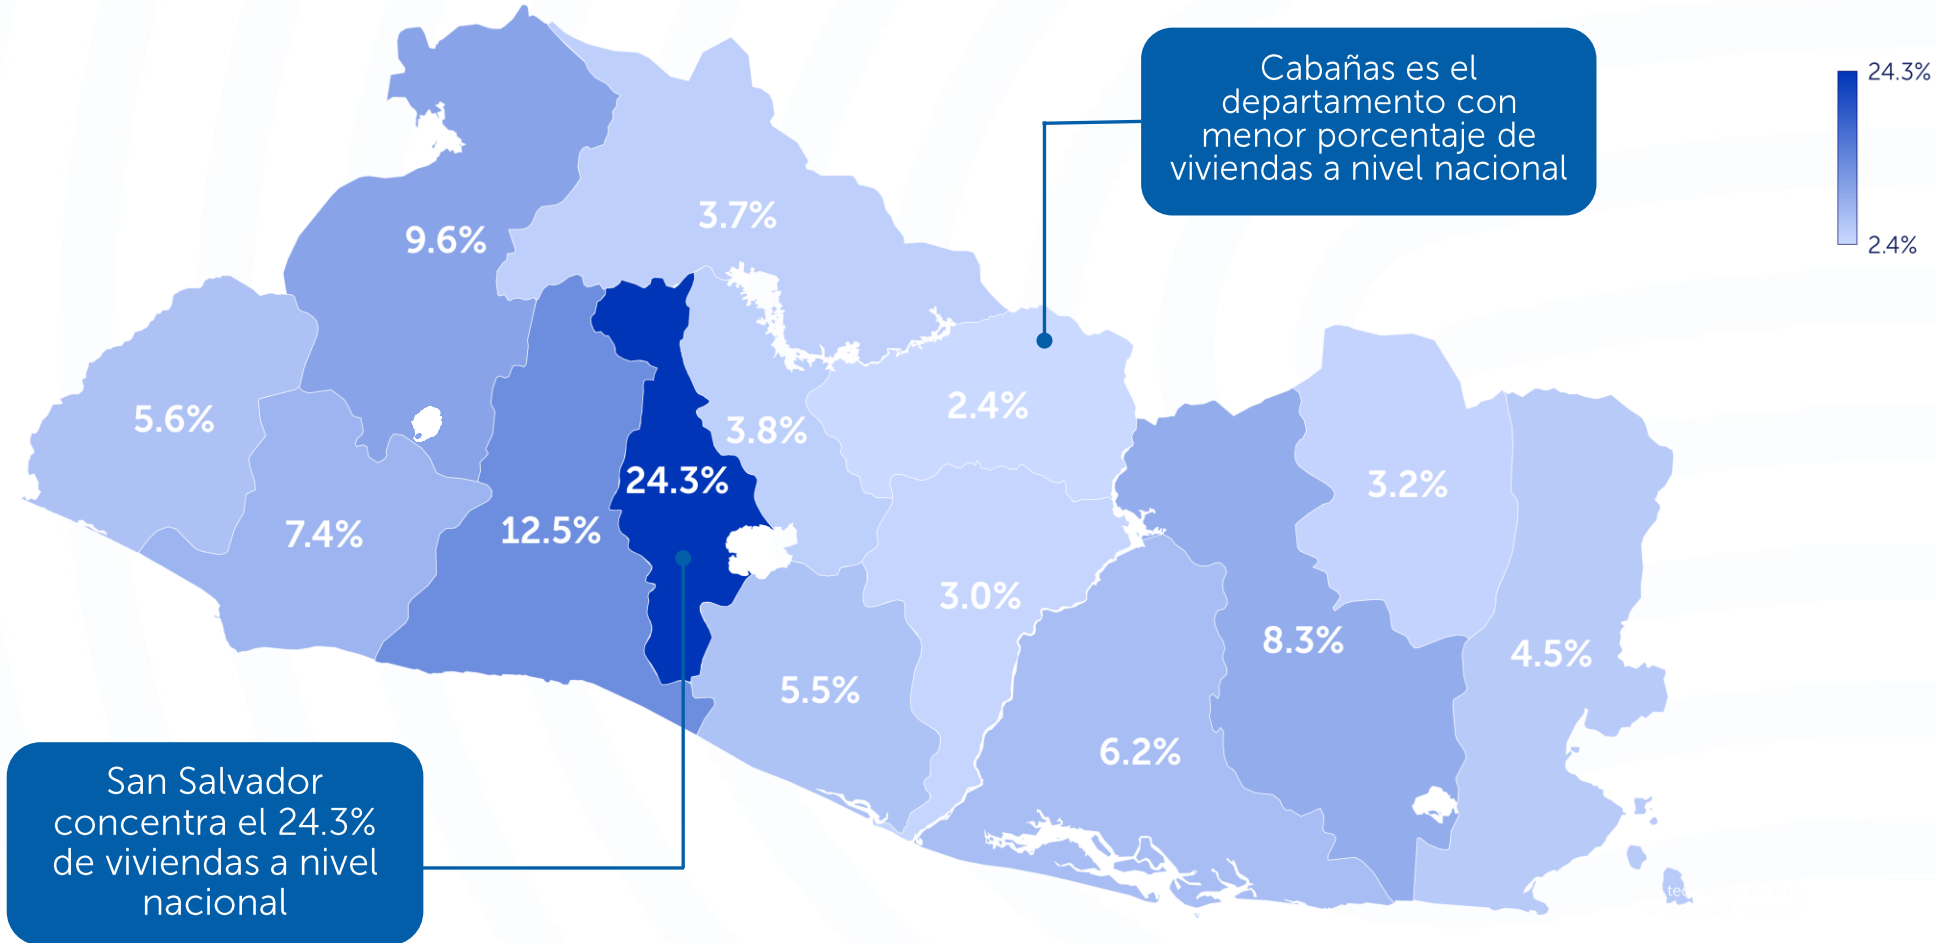 Cabañas es el
departamento con
menor porcentaje de
viviendas a nivel nacional
24.3%
2.4%
3.7%
9.6%
5.6%
2.4%
3.8%
24.3%
3.2%
7.4%
12.5%
3.0%
8.3%
4.5%
5.5%
6.2%
San Salvador
concentra el 24.3%
de viviendas a nivel
nacional